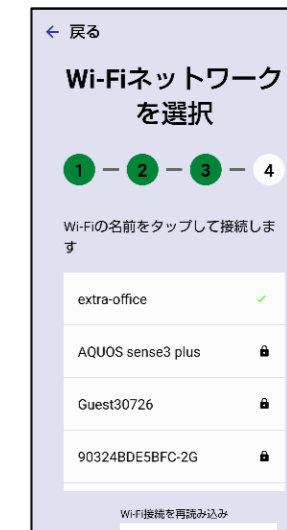 ← 戻る
Wi-Fiネットワーク
を選択
1 − 2 − 3 − 4
Wi-Fiの名前をタップして接続しま
す
extra-office
AQUOS sense3 plus
Guest30726
90324BDE5BFC-2G
Wi-Fi接続を再読み込み